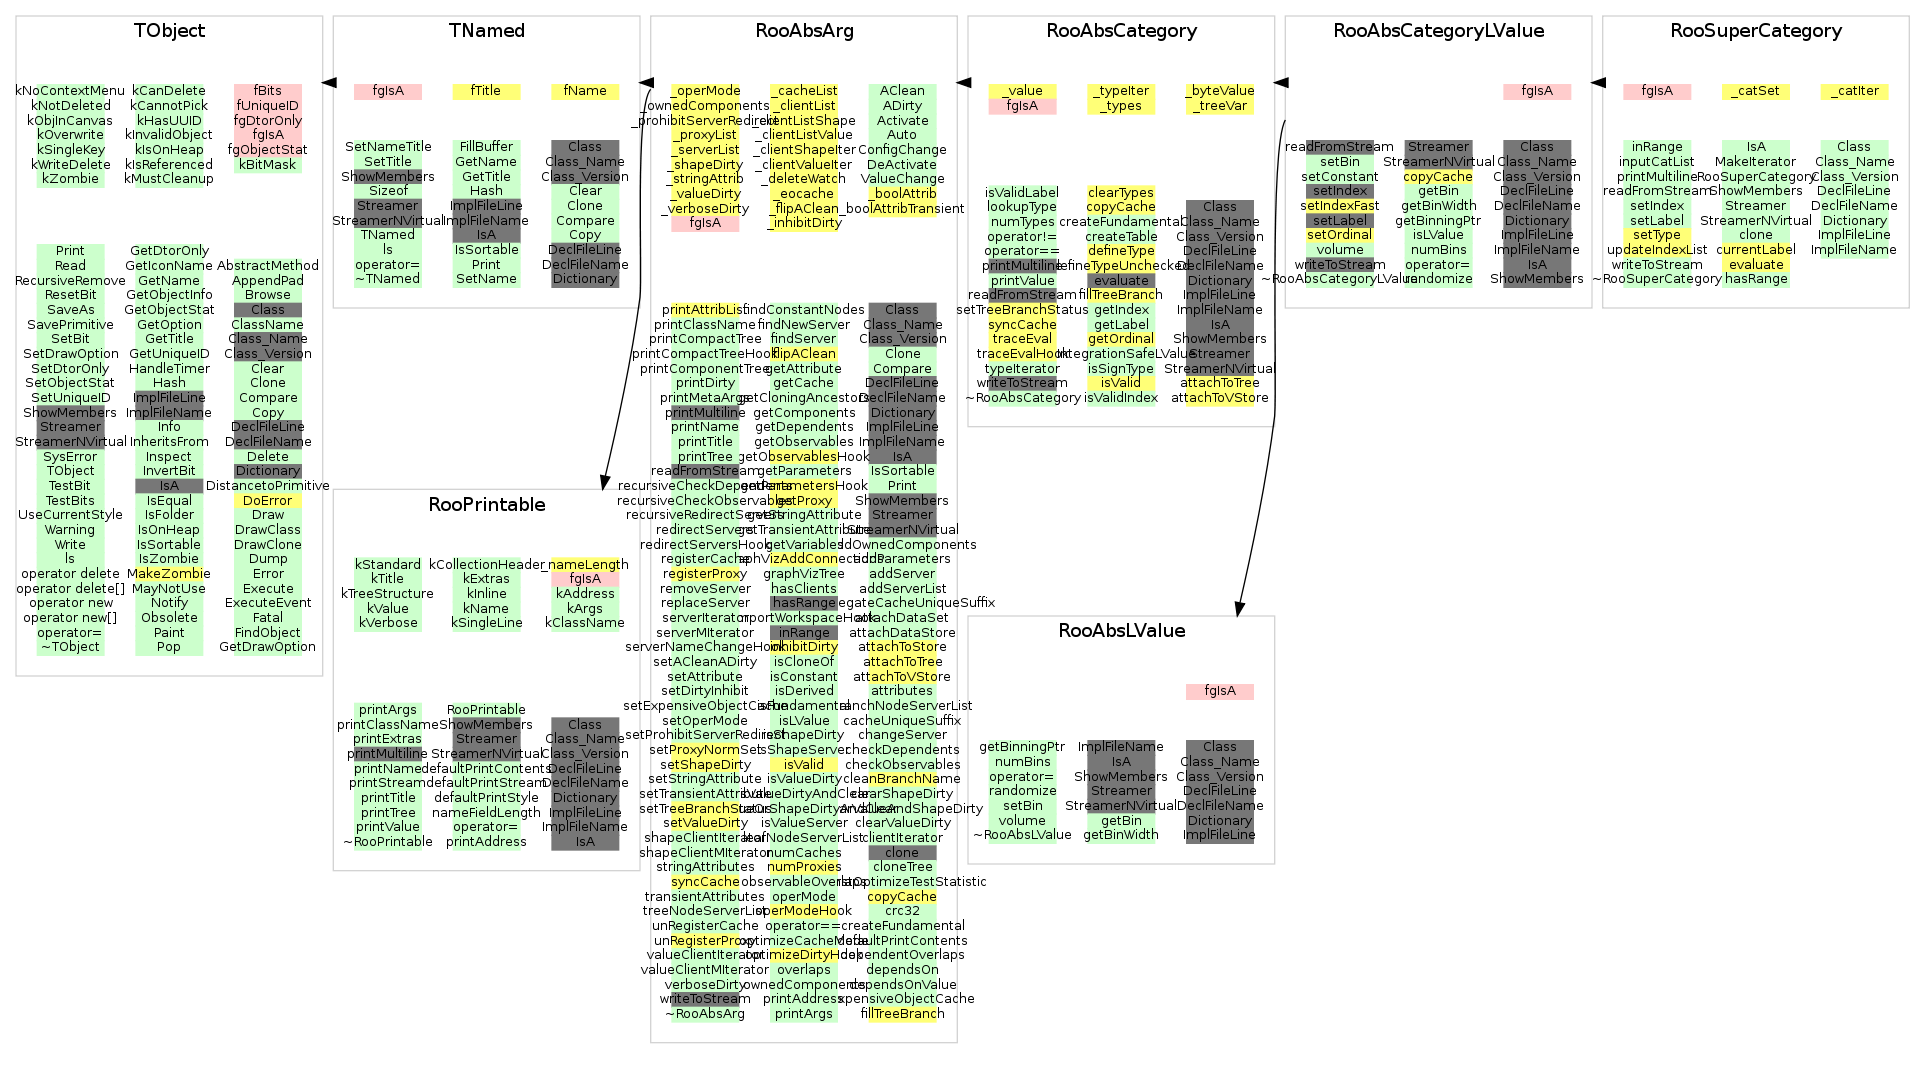 TObject
kNoContextMenu
kNotDeleted
kObjInCanvas
kOverwrite
kSingleKey
kWriteDelete
kZombie
kCanDelete
kCannotPick
kHasUUID
kInvalidObject
kIsOnHeap
kIsReferenced
kMustCleanup
fBits
fUniqueID
fgDtorOnly
fgIsA
fgObjectStat
kBitMask
Print
Read
RecursiveRemove
ResetBit
SaveAs
SavePrimitive
SetBit
SetDrawOption
SetDtorOnly
SetObjectStat
SetUniqueID
ShowMembers
Streamer
StreamerNVirtual
SysError
TObject
TestBit
TestBits
UseCurrentStyle
Warning
Write
ls
operator delete
operator delete[]
operator new
operator new[]
operator=
~TObject
GetDtorOnly
GetIconName
GetName
GetObjectInfo
GetObjectStat
GetOption
GetTitle
GetUniqueID
HandleTimer
Hash
ImplFileLine
ImplFileName
Info
InheritsFrom
Inspect
InvertBit
IsA
IsEqual
IsFolder
IsOnHeap
IsSortable
IsZombie
MakeZombie
MayNotUse
Notify
Obsolete
Paint
Pop
AbstractMethod
AppendPad
Browse
Class
ClassName
Class_Name
Class_Version
Clear
Clone
Compare
Copy
DeclFileLine
DeclFileName
Delete
Dictionary
DistancetoPrimitive
DoError
Draw
DrawClass
DrawClone
Dump
Error
Execute
ExecuteEvent
Fatal
FindObject
GetDrawOption
TNamed
fgIsA
fTitle
fName
SetNameTitle
SetTitle
ShowMembers
Sizeof
Streamer
StreamerNVirtual
TNamed
ls
operator=
~TNamed
FillBuffer
GetName
GetTitle
Hash
ImplFileLine
ImplFileName
IsA
IsSortable
Print
SetName
Class
Class_Name
Class_Version
Clear
Clone
Compare
Copy
DeclFileLine
DeclFileName
Dictionary
RooPrintable
kStandard
kTitle
kTreeStructure
kValue
kVerbose
kCollectionHeader
kExtras
kInline
kName
kSingleLine
_nameLength
fgIsA
kAddress
kArgs
kClassName
printArgs
printClassName
printExtras
printMultiline
printName
printStream
printTitle
printTree
printValue
~RooPrintable
RooPrintable
ShowMembers
Streamer
StreamerNVirtual
defaultPrintContents
defaultPrintStream
defaultPrintStyle
nameFieldLength
operator=
printAddress
Class
Class_Name
Class_Version
DeclFileLine
DeclFileName
Dictionary
ImplFileLine
ImplFileName
IsA
RooAbsArg
_operMode
_ownedComponents
_prohibitServerRedirect
_proxyList
_serverList
_shapeDirty
_stringAttrib
_valueDirty
_verboseDirty
fgIsA
_cacheList
_clientList
_clientListShape
_clientListValue
_clientShapeIter
_clientValueIter
_deleteWatch
_eocache
_flipAClean
_inhibitDirty
AClean
ADirty
Activate
Auto
ConfigChange
DeActivate
ValueChange
_boolAttrib
_boolAttribTransient
printAttribList
printClassName
printCompactTree
printCompactTreeHook
printComponentTree
printDirty
printMetaArgs
printMultiline
printName
printTitle
printTree
readFromStream
recursiveCheckDependents
recursiveCheckObservables
recursiveRedirectServers
redirectServers
redirectServersHook
registerCache
registerProxy
removeServer
replaceServer
serverIterator
serverMIterator
serverNameChangeHook
setACleanADirty
setAttribute
setDirtyInhibit
setExpensiveObjectCache
setOperMode
setProhibitServerRedirect
setProxyNormSet
setShapeDirty
setStringAttribute
setTransientAttribute
setTreeBranchStatus
setValueDirty
shapeClientIterator
shapeClientMIterator
stringAttributes
syncCache
transientAttributes
treeNodeServerList
unRegisterCache
unRegisterProxy
valueClientIterator
valueClientMIterator
verboseDirty
writeToStream
~RooAbsArg
findConstantNodes
findNewServer
findServer
flipAClean
getAttribute
getCache
getCloningAncestors
getComponents
getDependents
getObservables
getObservablesHook
getParameters
getParametersHook
getProxy
getStringAttribute
getTransientAttribute
getVariables
graphVizAddConnections
graphVizTree
hasClients
hasRange
importWorkspaceHook
inRange
inhibitDirty
isCloneOf
isConstant
isDerived
isFundamental
isLValue
isShapeDirty
isShapeServer
isValid
isValueDirty
isValueDirtyAndClear
isValueServer
leafNodeServerList
numCaches
numProxies
observableOverlaps
operMode
operModeHook
operator==
optimizeCacheMode
optimizeDirtyHook
overlaps
ownedComponents
printAddress
printArgs
Class
Class_Name
Class_Version
Clone
Compare
DeclFileLine
DeclFileName
Dictionary
ImplFileLine
ImplFileName
IsA
IsSortable
Print
ShowMembers
Streamer
StreamerNVirtual
addOwnedComponents
addParameters
addServer
addServerList
aggregateCacheUniqueSuffix
attachDataSet
attachDataStore
attachToStore
attachToTree
attachToVStore
attributes
branchNodeServerList
cacheUniqueSuffix
changeServer
checkDependents
checkObservables
cleanBranchName
clearShapeDirty
clearValueDirty
clientIterator
clone
cloneTree
copyCache
crc32
createFundamental
defaultPrintContents
dependentOverlaps
dependsOn
dependsOnValue
expensiveObjectCache
fillTreeBranch
RooAbsCategory
_value
fgIsA
_typeIter
_types
_byteValue
_treeVar
isValidLabel
lookupType
numTypes
operator!=
operator==
printMultiline
printValue
readFromStream
setTreeBranchStatus
syncCache
traceEval
traceEvalHook
typeIterator
writeToStream
~RooAbsCategory
clearTypes
copyCache
createFundamental
createTable
defineType
defineTypeUnchecked
evaluate
fillTreeBranch
getIndex
getLabel
getOrdinal
integrationSafeLValue
isSignType
isValid
isValidIndex
Class
Class_Name
Class_Version
DeclFileLine
DeclFileName
Dictionary
ImplFileLine
ImplFileName
IsA
ShowMembers
Streamer
StreamerNVirtual
attachToTree
attachToVStore
RooAbsLValue
fgIsA
getBinningPtr
numBins
operator=
randomize
setBin
volume
~RooAbsLValue
ImplFileName
IsA
ShowMembers
Streamer
StreamerNVirtual
getBin
getBinWidth
Class
Class_Name
Class_Version
DeclFileLine
DeclFileName
Dictionary
ImplFileLine
RooAbsCategoryLValue
fgIsA
readFromStream
setBin
setConstant
setIndex
setIndexFast
setLabel
setOrdinal
volume
writeToStream
~RooAbsCategoryLValue
Streamer
StreamerNVirtual
copyCache
getBin
getBinWidth
getBinningPtr
isLValue
numBins
operator=
randomize
Class
Class_Name
Class_Version
DeclFileLine
DeclFileName
Dictionary
ImplFileLine
ImplFileName
IsA
ShowMembers
RooSuperCategory
fgIsA
_catSet
_catIter
inRange
inputCatList
printMultiline
readFromStream
setIndex
setLabel
setType
updateIndexList
writeToStream
~RooSuperCategory
IsA
MakeIterator
RooSuperCategory
ShowMembers
Streamer
StreamerNVirtual
clone
currentLabel
evaluate
hasRange
Class
Class_Name
Class_Version
DeclFileLine
DeclFileName
Dictionary
ImplFileLine
ImplFileName